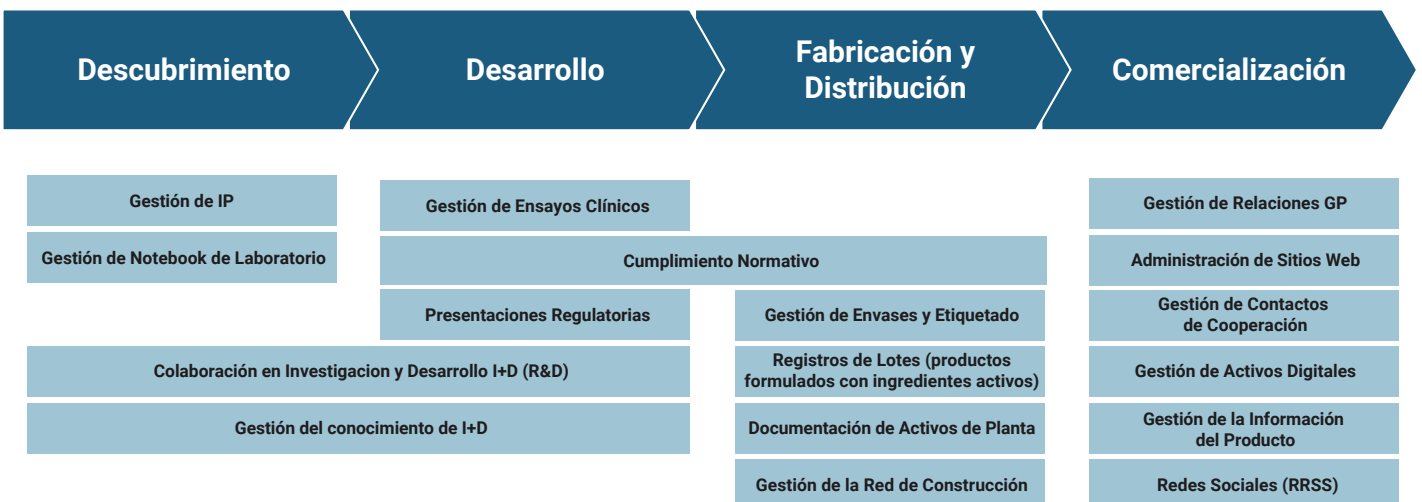 Descubrimiento
Desarrollo
Fabricación y
Distribución
Comercialización
Gestión de IP
Gestión de Notebook de Laboratorio
Gestión de Ensayos Clínicos
Cumplimiento Normativo
Presentaciones Regulatorias
Colaboración en Investigacion y Desarrollo I+D (R&D)
Gestión del conocimiento de I+D
Gestión de Envases y Etiquetado
Registros de Lotes (productos
formulados con ingredientes activos)
Documentación de Activos de Planta
Gestión de la Red de Construcción
Gestión de Relaciones GP
Administración de Sitios Web
Gestión de Contactos
de Cooperación
Gestión de Activos Digitales
Gestión de la Información
del Producto
Redes Sociales (RRSS)